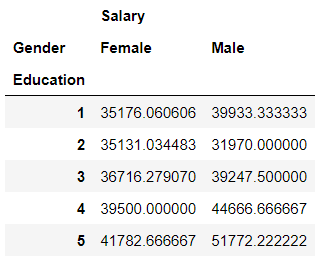 Salary
Gender Female Male
Education
1 35176.060606 39933.333333
2 35131.034483 31970.000000
3 36716.279070 39247.500000
4 39500.000000 44666.666667
5 41782.666667 51772.222222